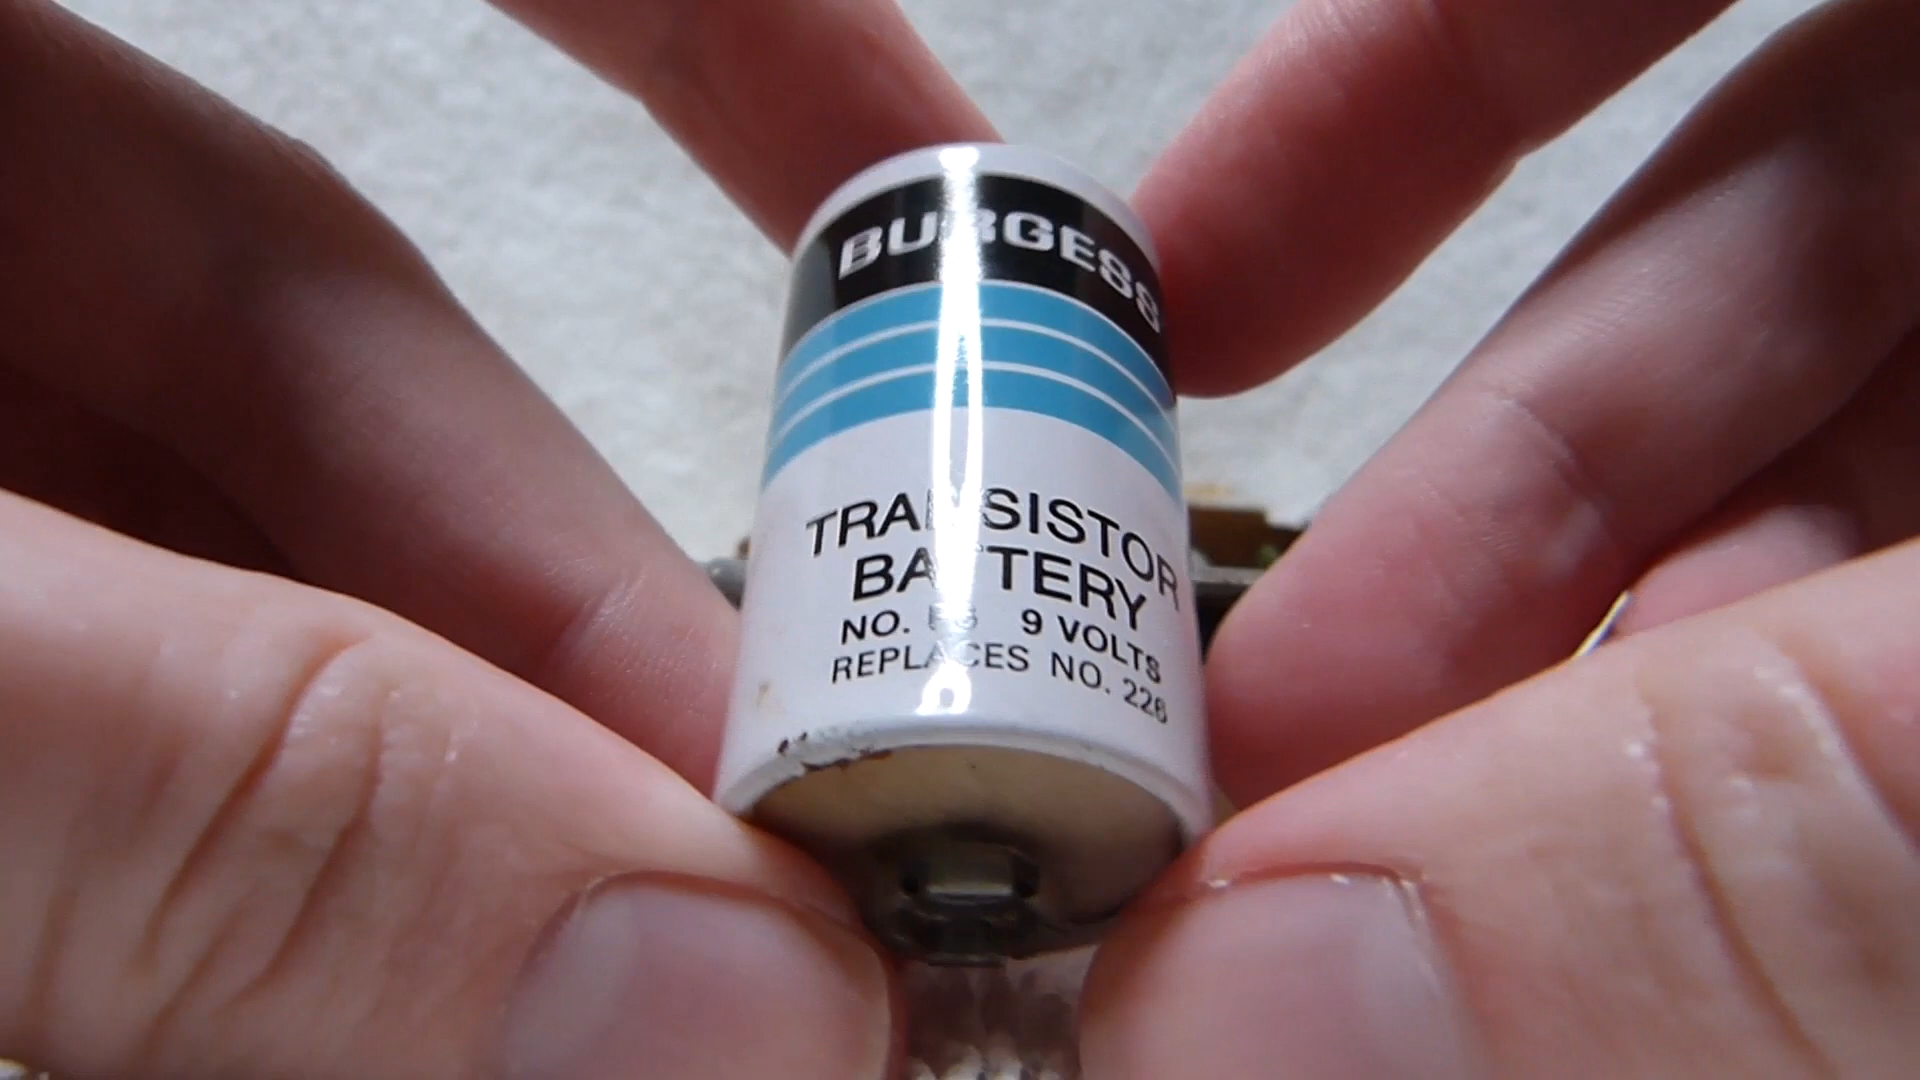 BURGESS
TRANSISTOR
BATTERY
NO. 9 VOLTS
REPLACES NO. 226